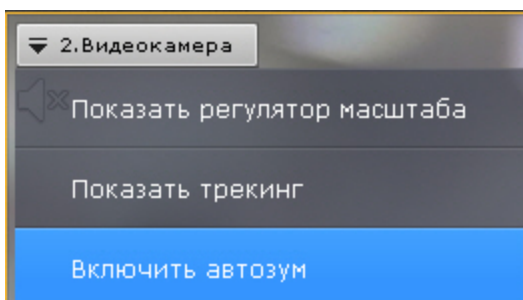 2.Видеокамера
Показать регулятор масштаба
Показать трекинг
Включить автозум